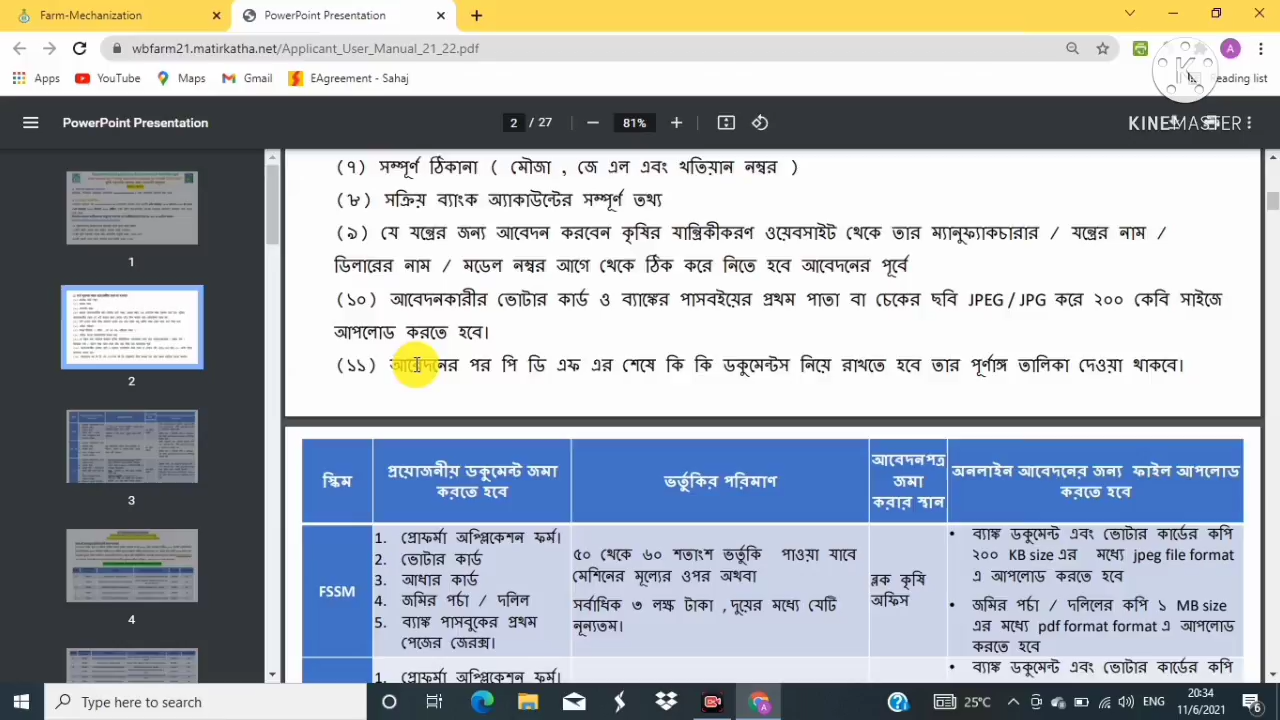 Farm-Mechanization
PowerPoint Presentation
wbfarm21.matirkatha.net/Applicant_User_Manual_21_22.pdf
Apps
YouTube
Maps
Gmail
EAgreement - Sahaj
Reading list
PowerPoint Presentation
2 / 27
81%
KINEMASTER
(৭) সম্পূর্ণ ঠিকানা ( মৌজা , জে এল এবং খতিয়ান নম্বর )
(৮) সক্রিয় ব্যাংক অ্যাকাউন্টের সম্পূর্ণ তথ্য
(৯) যে যন্ত্রের জন্য আবেদন করবেন কৃষির যান্ত্রিকীকরণ ওয়েবসাইট থেকে তার ম্যানুফ্যাকচারার / যন্ত্রের নাম /
ডিলারের নাম / মডেল নম্বর আগে থেকে ঠিক করে নিতে হবে আবেদনের পূর্বে
(১০) আবেদনকারীর ভোটার কার্ড ও ব্যাঙ্কের পাসবইয়ের প্রথম পাতা বা চেকের ছবি JPEG / JPG করে ২০০ কেবি সাইজে
আপলোড করতে হবে।
(১১) আবেদনের পর পি ডি এফ এর শেষে কি কি ডকুমেন্টস নিয়ে রাখতে হবে তার পূর্ণাঙ্গ তালিকা দেওয়া থাকবে।
1
2
3
4
স্কিম
প্রয়োজনীয় ডকুমেন্ট জমা
করতে হবে
ভর্তুকির পরিমাণ
আবেদনপত্র
জমা
করার স্থান
অনলাইন আবেদনের জন্য ফাইল আপলোড
করতে হবে
FSSM
1. প্রোফর্মা অপ্লিকেশন ফর্ম।
2. ভোটার কার্ড
3. আধার কার্ড
4. জমির পর্চা / দলিল
5. ব্যাঙ্ক পাসবুকের প্রথম
পেজের জেরক্স।
৫০ থেকে ৬০ শতাংশ ভর্তুকি পাওয়া যাবে
মেশিনের মূল্যের ওপর অথবা
সর্বাধিক ৩ লক্ষ টাকা , দুয়ের মধ্যে যেটি
নূন্যতম।
ব্লক কৃষি
অফিস
• ব্যাঙ্ক ডকুমেন্ট এবং ভোটার কার্ডের কপি
২০০ KB size এর মধ্যে jpeg file format
এ আপলোড করতে হবে
• জমির পর্চা / দলিলের কপি ১ MB size
এর মধ্যে pdf format format এ আপলোড
করতে হবে
1. প্রোফর্মা অপ্লিকেশন ফর্ম।
• ব্যাঙ্ক ডকুমেন্ট এবং ভোটার কার্ডের কপি
Type here to search
25°C
ENG
20:34
11/6/2021
6